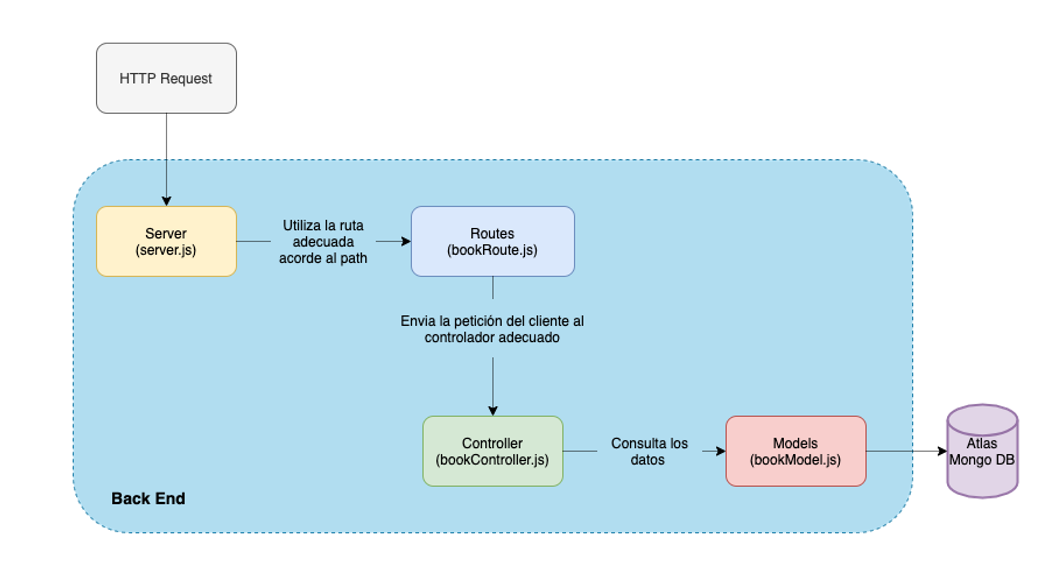 HTTP Request
Server
(server.js)
Utiliza la ruta
adecuada
acorde al path
Routes
(bookRoute.js)
Envia la petición del cliente al
controlador adecuado
Controller
(bookController.js)
Consulta los
datos
Models
(bookModel.js)
Atlas
Mongo DB
Back End